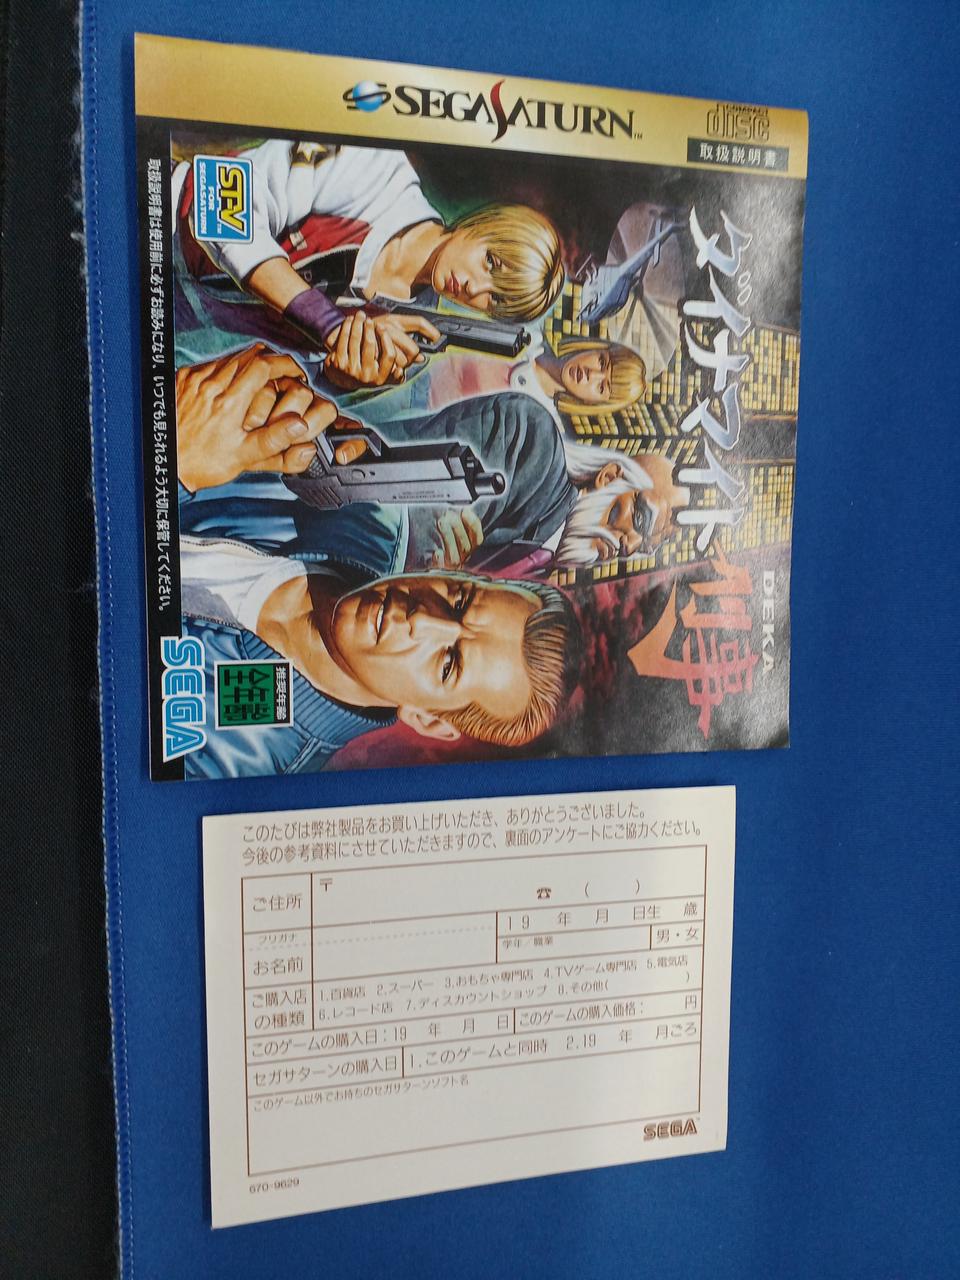 SEGA SATURN™
COMPACT
DISC
取扱説明書
ST-V™
FOR
SEGASATURN
ダイナマイト刑事
DEKA
取扱説明書は使用前に必ずお読みになり、いつでも見られるよう大切に保管してください。
推奨年齢
全年齢
SEGA
このたびは弊社製品をお買い上げいただき、ありがとうございました。
今後の参考資料にさせていただきますので、裏面のアンケートにご協力ください。
ご住所 〒 ☎ ( )
19 年 月 日生 歳
フリガナ
お名前
学年/職業 男・女
ご購入店の種類
1.百貨店 2.スーパー 3.おもちゃ専門店 4.TVゲーム専門店 5.電気店
6.レコード店 7.ディスカウントショップ 8.その他( )
このゲームの購入日:19 年 月 日 このゲームの購入価格: 円
セガサターンの購入日 1.このゲームと同時 2.19 年 月ごろ
このゲーム以外でお持ちのセガサターンソフト名
SEGA™
670-9629